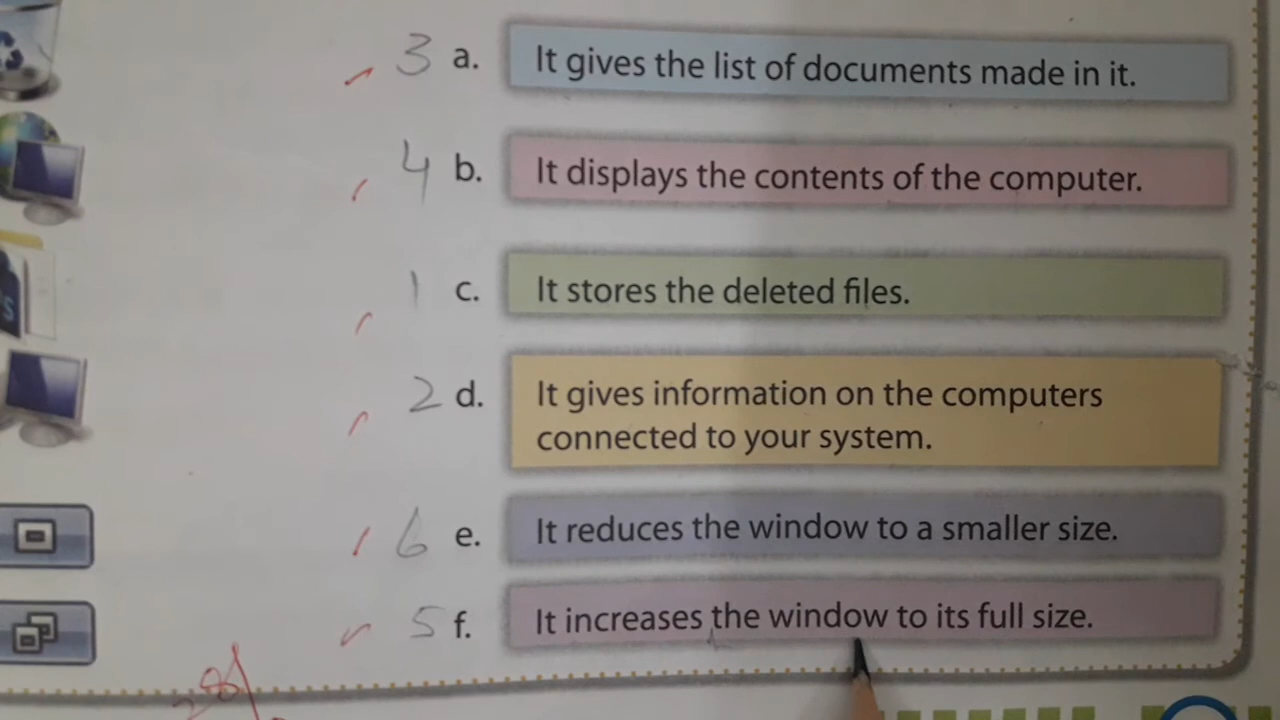 3 a. It gives the list of documents made in it.
4 b. It displays the contents of the computer.
1 c. It stores the deleted files.
2 d. It gives information on the computers
connected to your system.
6 e. It reduces the window to a smaller size.
5 f. It increases the window to its full size.